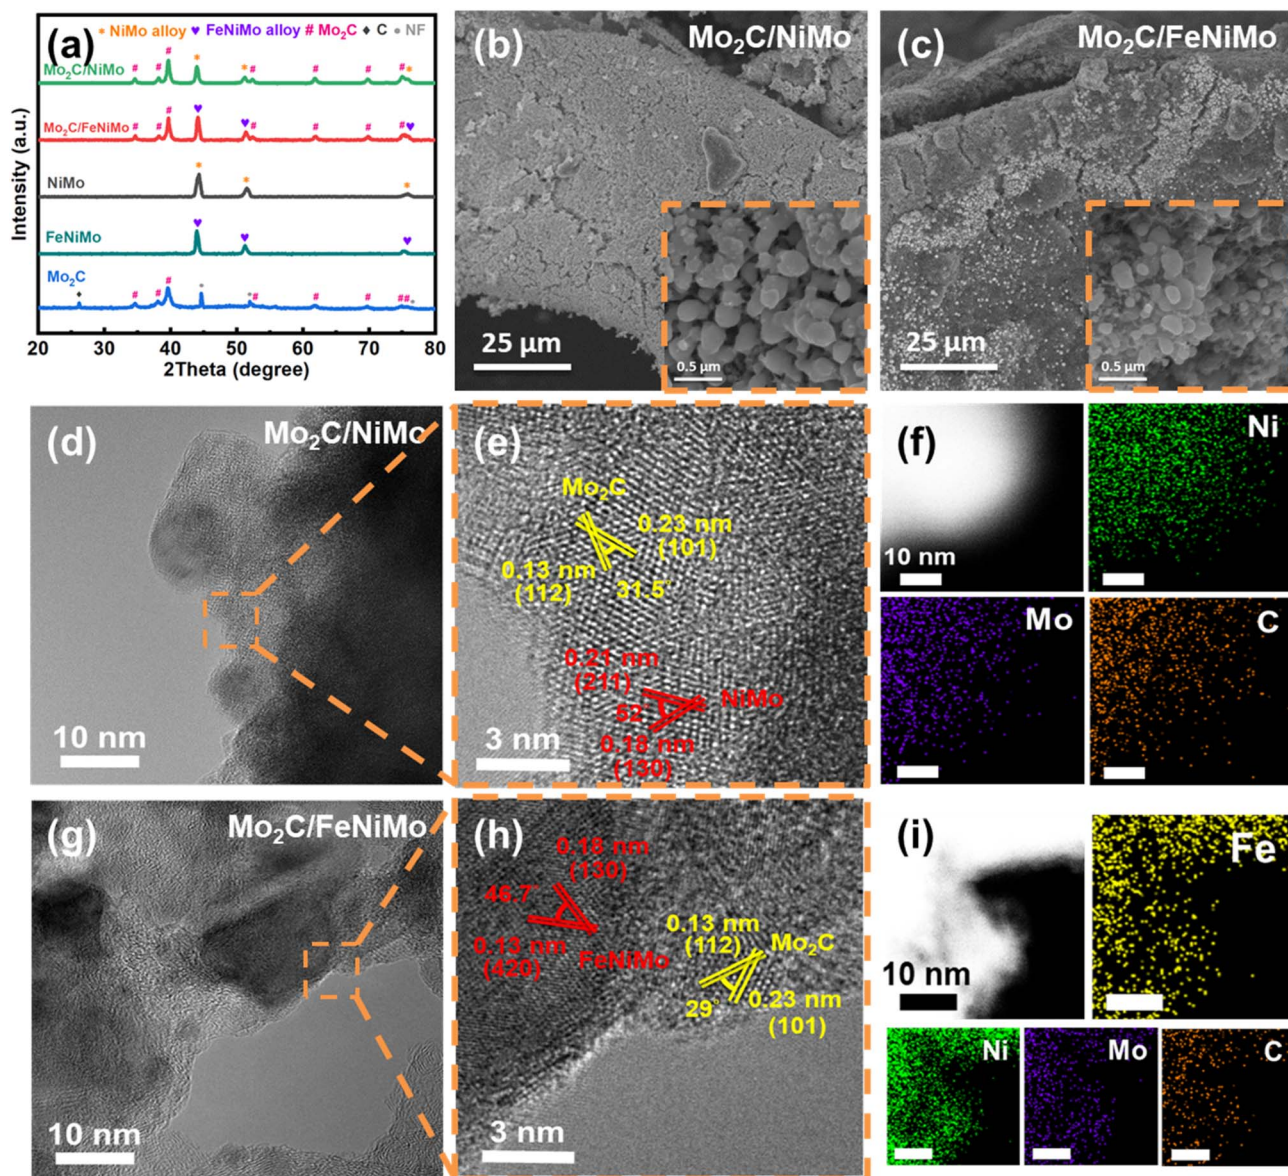 (a)
* NiMo alloy ♥ FeNiMo alloy # Mo₂C ♦ C ● NF
Mo₂C/NiMo
Mo₂C/FeNiMo
NiMo
FeNiMo
Mo₂C
Intensity (a.u.)
20 30 40 50 60 70 80
2Theta (degree)
(b) Mo₂C/NiMo
25 μm
0.5 μm
(c) Mo₂C/FeNiMo
25 μm
0.5 μm
(d) Mo₂C/NiMo
10 nm
(e)
Mo₂C
0.23 nm
(101)
0.13 nm
(112)
31.5°
0.21 nm
(211)
NiMo
52°
0.18 nm
(130)
3 nm
(f)
10 nm
Ni
Mo
C
(g) Mo₂C/FeNiMo
10 nm
(h)
0.18 nm
(130)
46.7°
0.13 nm
(420)
FeNiMo
0.13 nm
(112)
Mo₂C
29°
0.23 nm
(101)
3 nm
(i)
10 nm
Fe
Ni
Mo
C